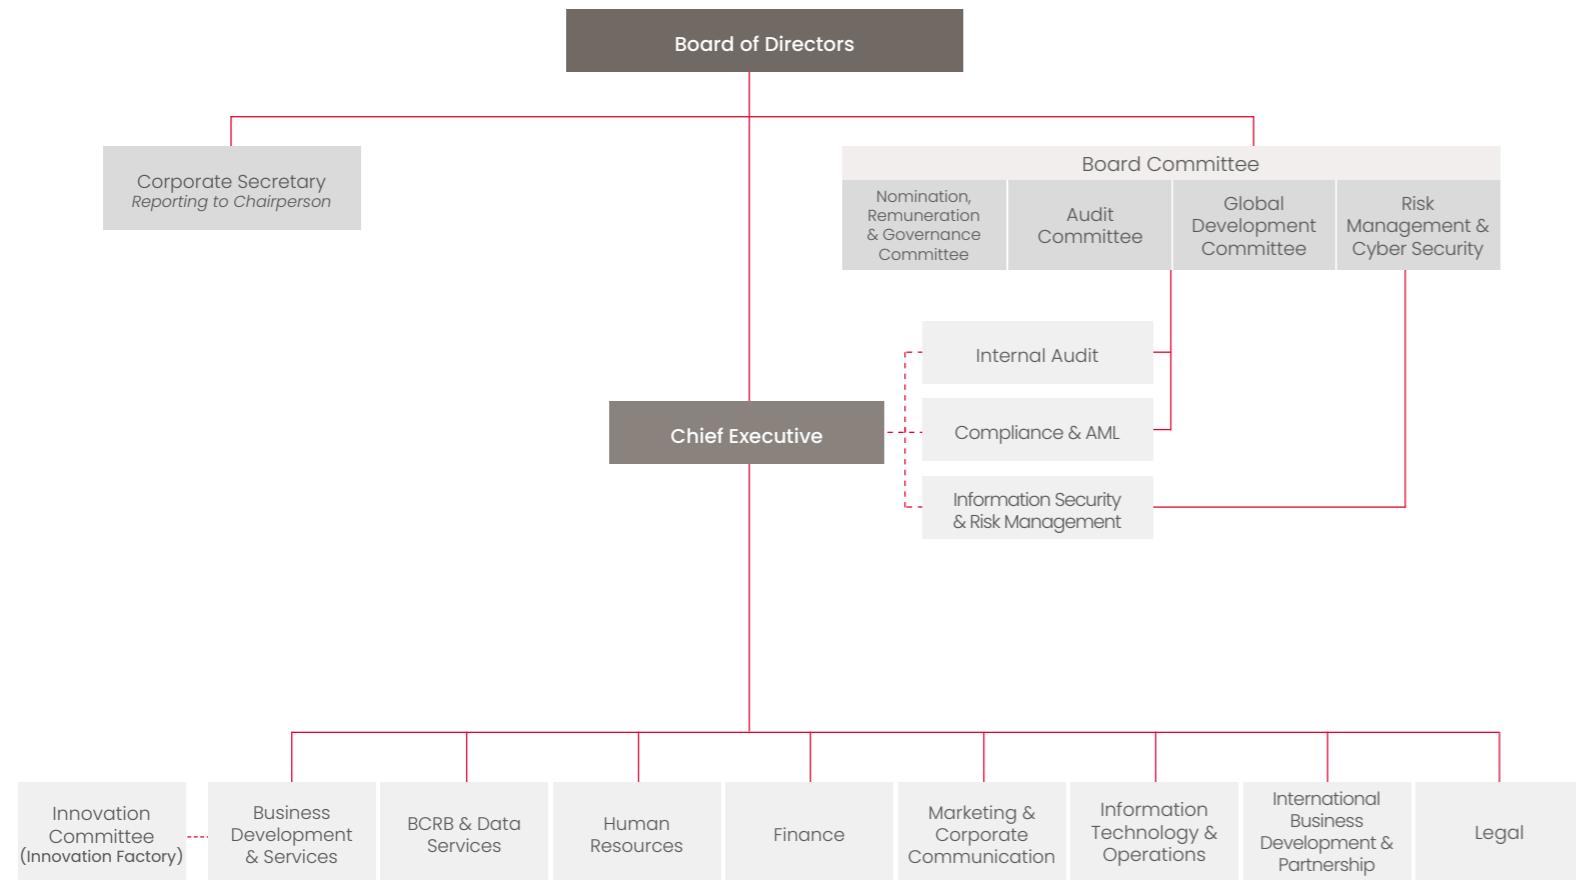 Board of Directors
Corporate Secretary
Reporting to Chairperson
Board Committee
Nomination,
Remuneration
& Governance
Committee
Audit
Committee
Global
Development
Committee
Risk
Management &
Cyber Security
Internal Audit
Chief Executive
Compliance & AML
Information Security
& Risk Management
Innovation
Committee
(Innovation Factory)
Business
Development
& Services
BCRB & Data
Services
Human
Resources
Finance
Marketing &
Corporate
Communication
Information
Technology &
Operations
International
Business
Development &
Partnership
Legal